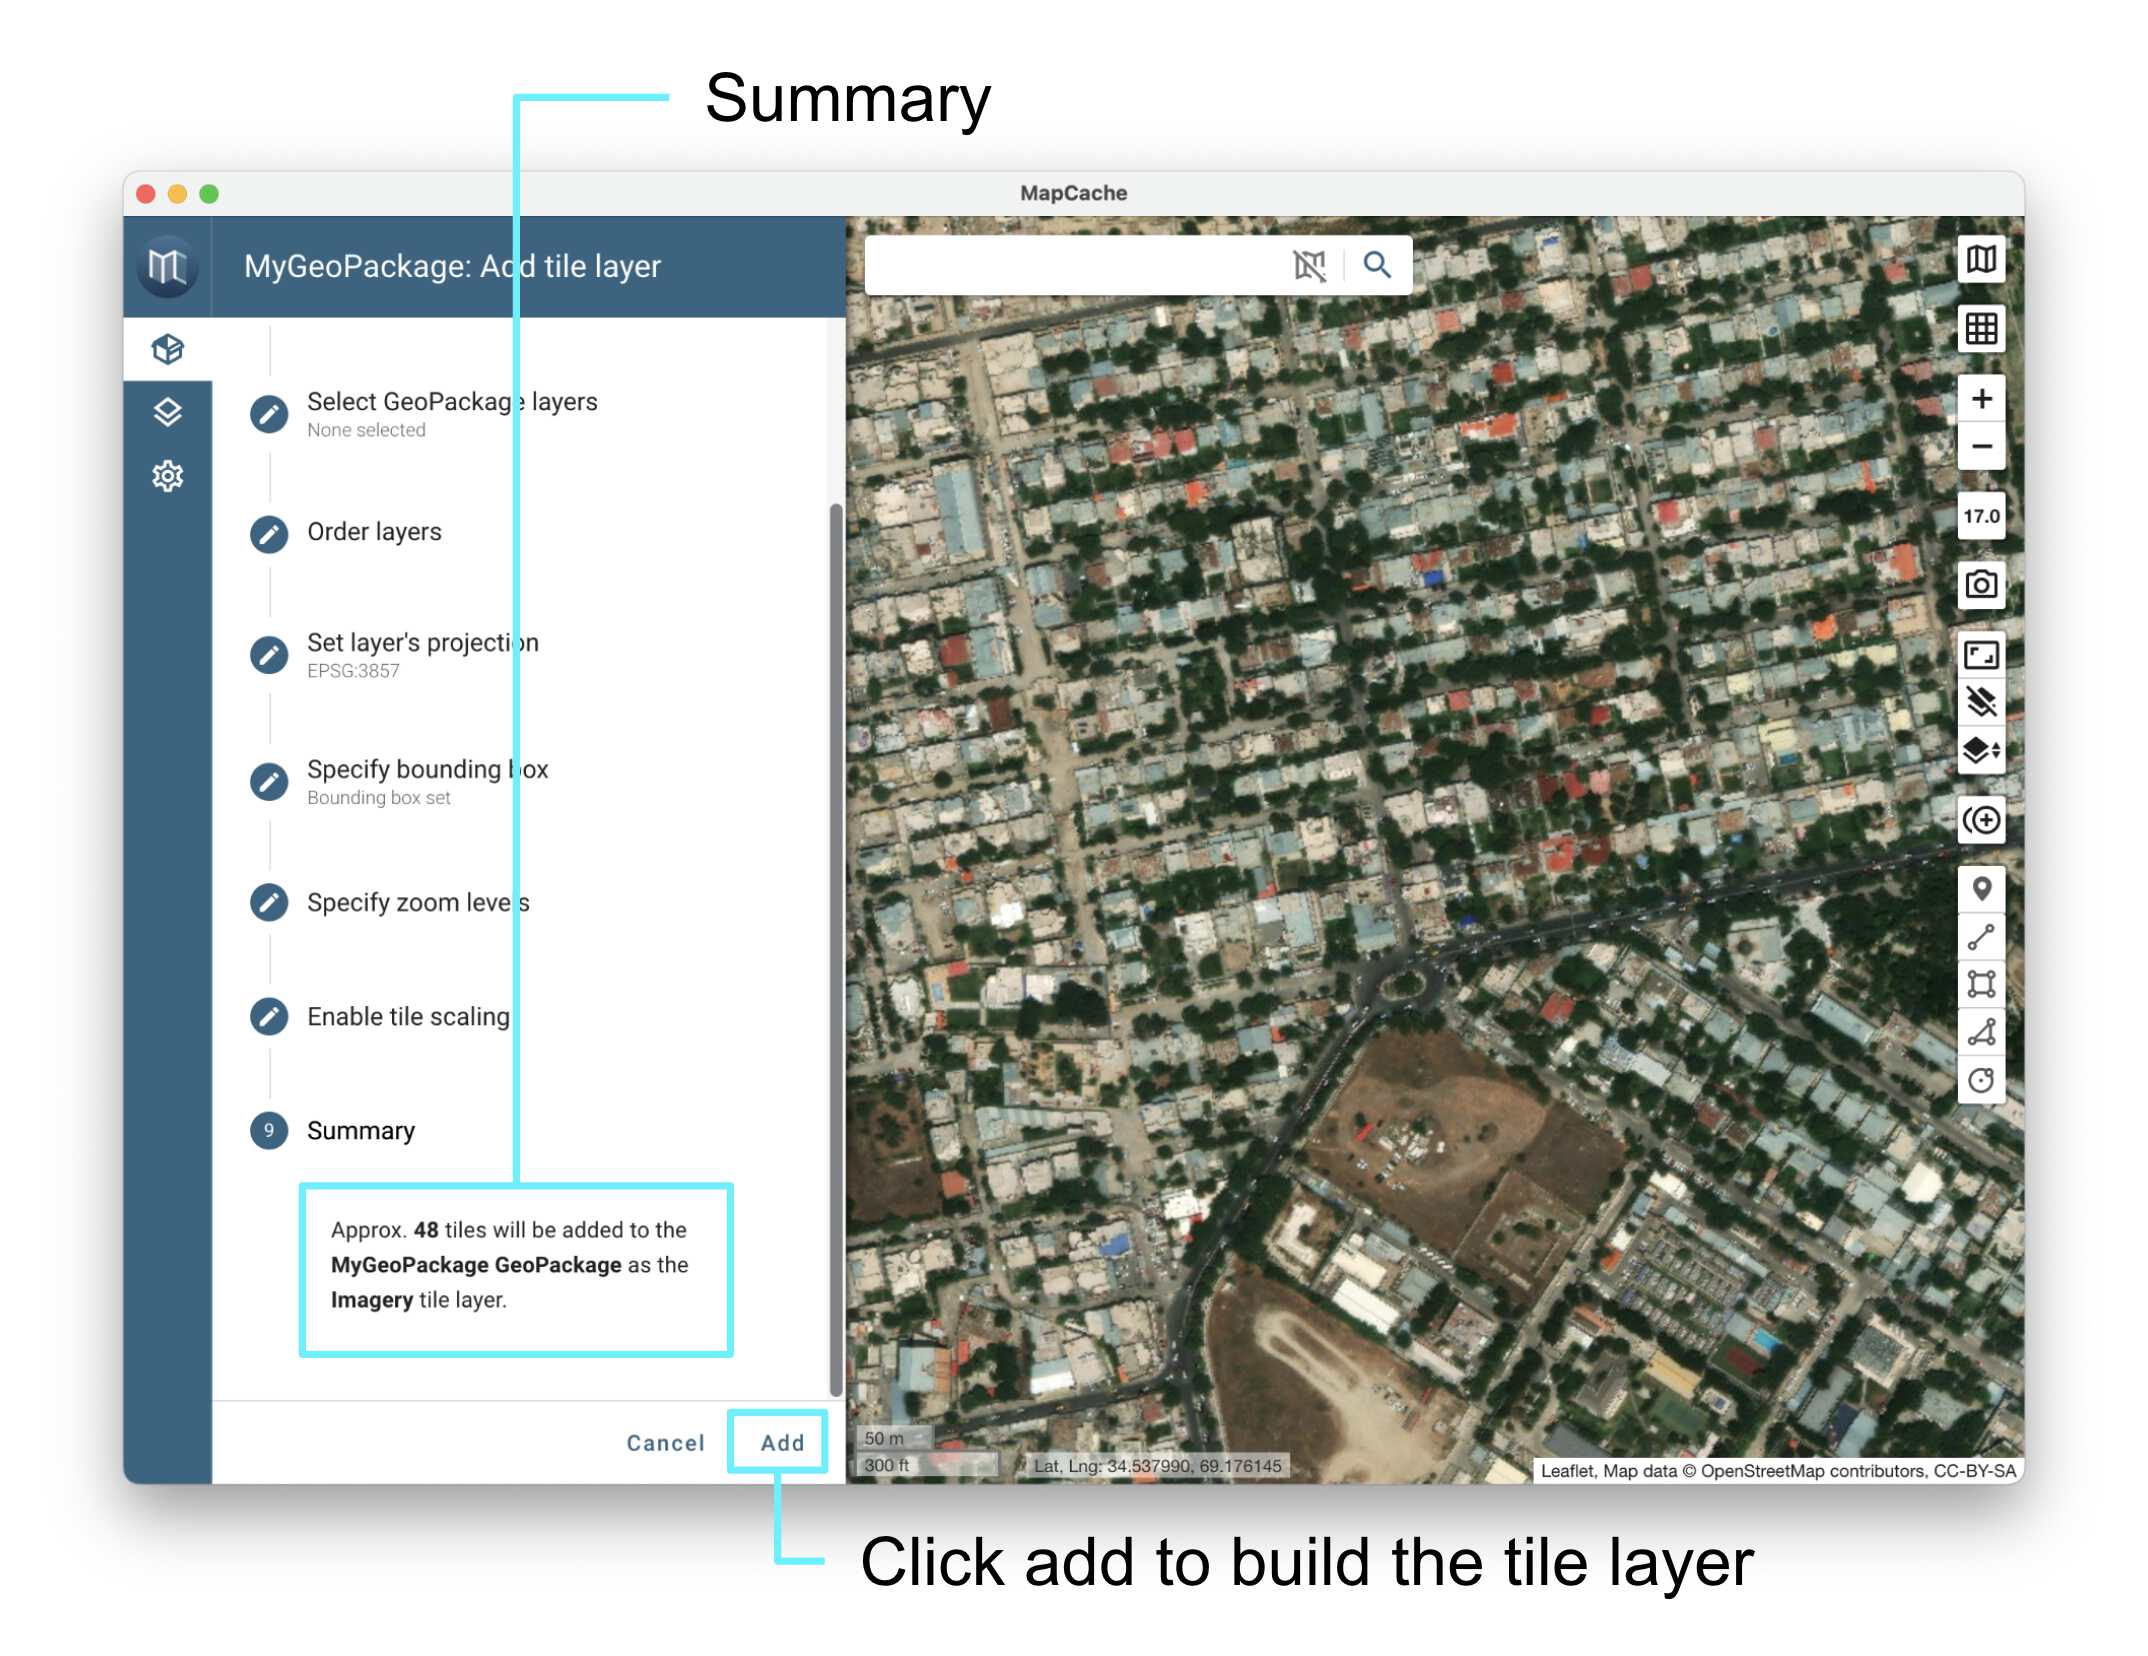 Summary
MapCache
MyGeoPackage: Add tile layer
Select GeoPackage layers
None selected
Order layers
Set layer's projection
EPSG:3857
Specify bounding box
Bounding box set
Specify zoom levels
Enable tile scaling
9 Summary
Approx. 48 tiles will be added to the
MyGeoPackage GeoPackage as the
Imagery tile layer.
Cancel Add
17.0
50 m
300 ft
Lat, Lng: 34.537990, 69.176145
Leaflet, Map data © OpenStreetMap contributors, CC-BY-SA
Click add to build the tile layer